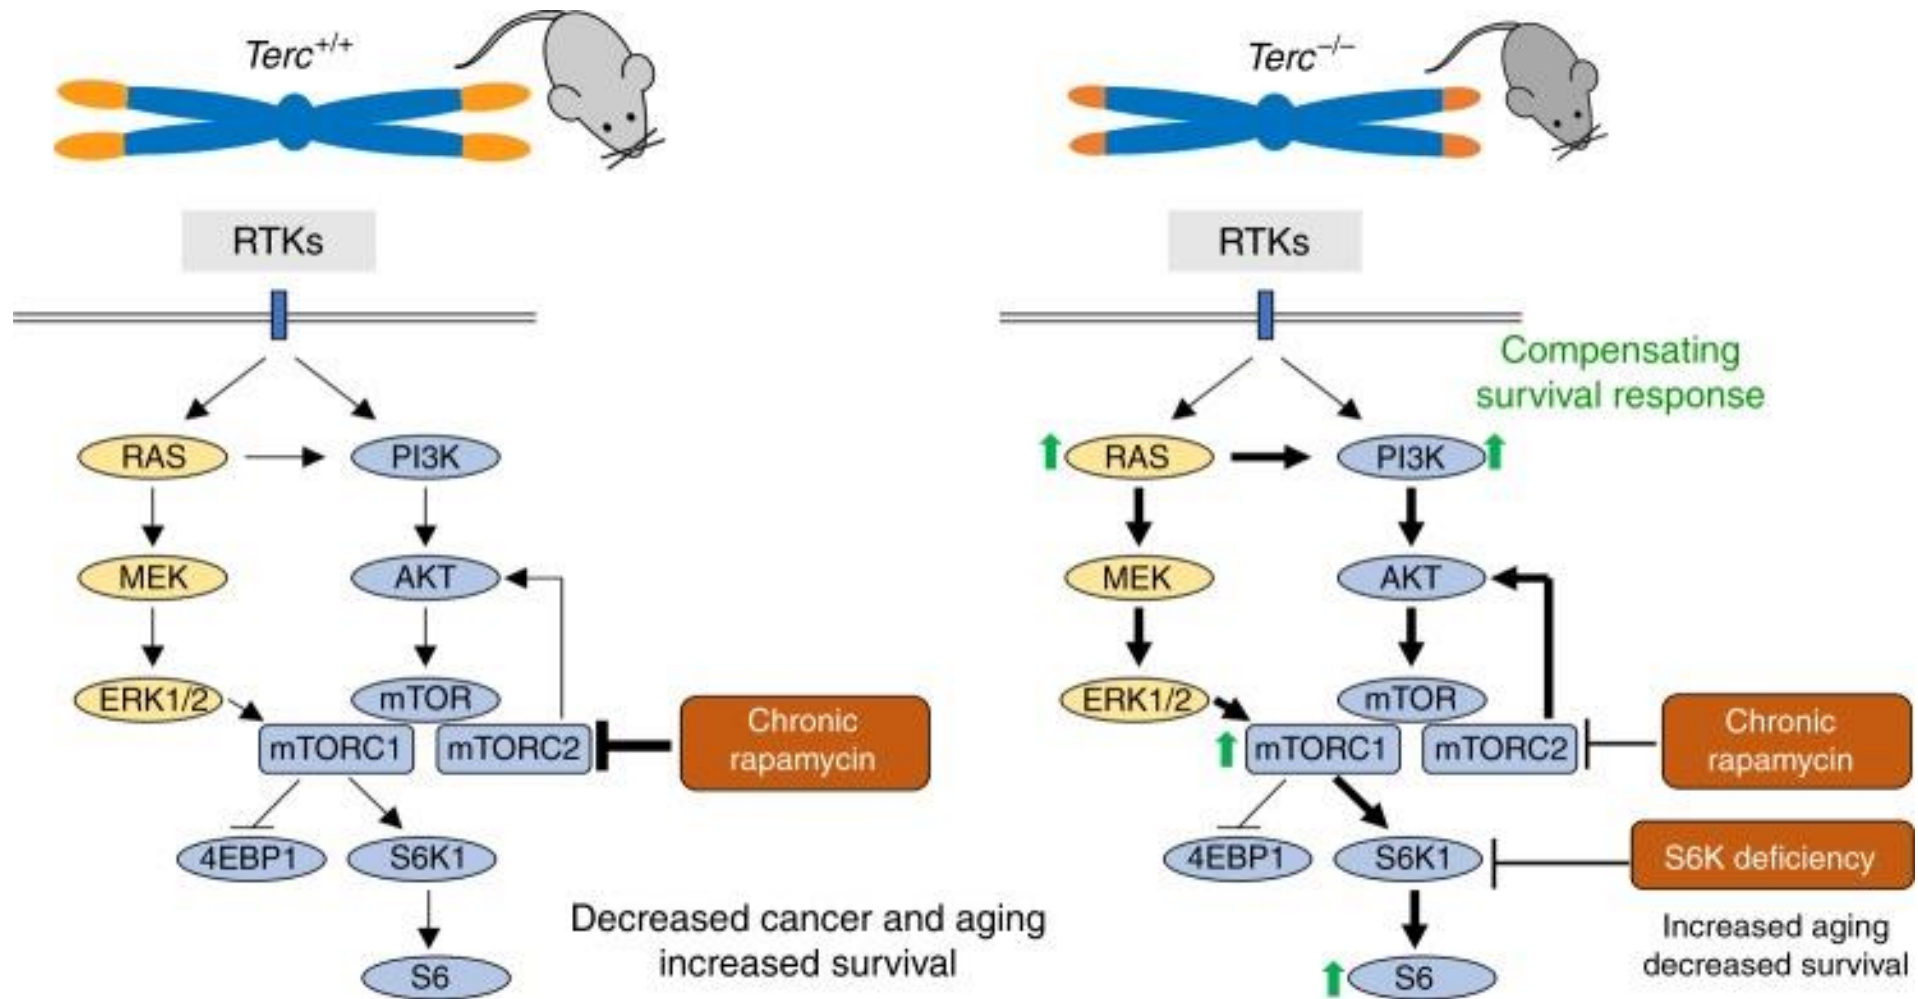 Terc+/+
RTKs
RAS
PI3K
MEK
AKT
ERK1/2
mTOR
mTORC1
mTORC2
Chronic
rapamycin
4EBP1
S6K1
Decreased cancer and aging
increased survival
S6
Terc–/–
RTKs
Compensating
survival response
RAS
PI3K
MEK
AKT
ERK1/2
mTOR
mTORC1
mTORC2
Chronic
rapamycin
4EBP1
S6K1
S6K deficiency
Increased aging
decreased survival
S6